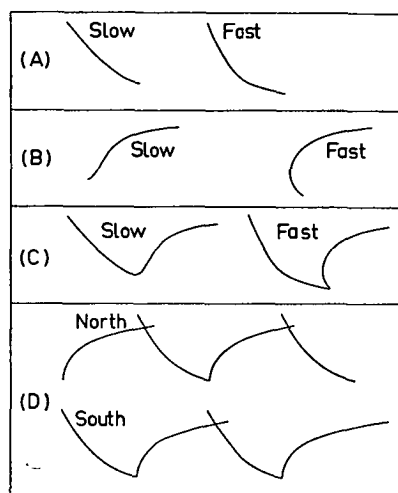 (A) Slow Fast
(B) Slow Fast
(C) Slow Fast
(D) North
South